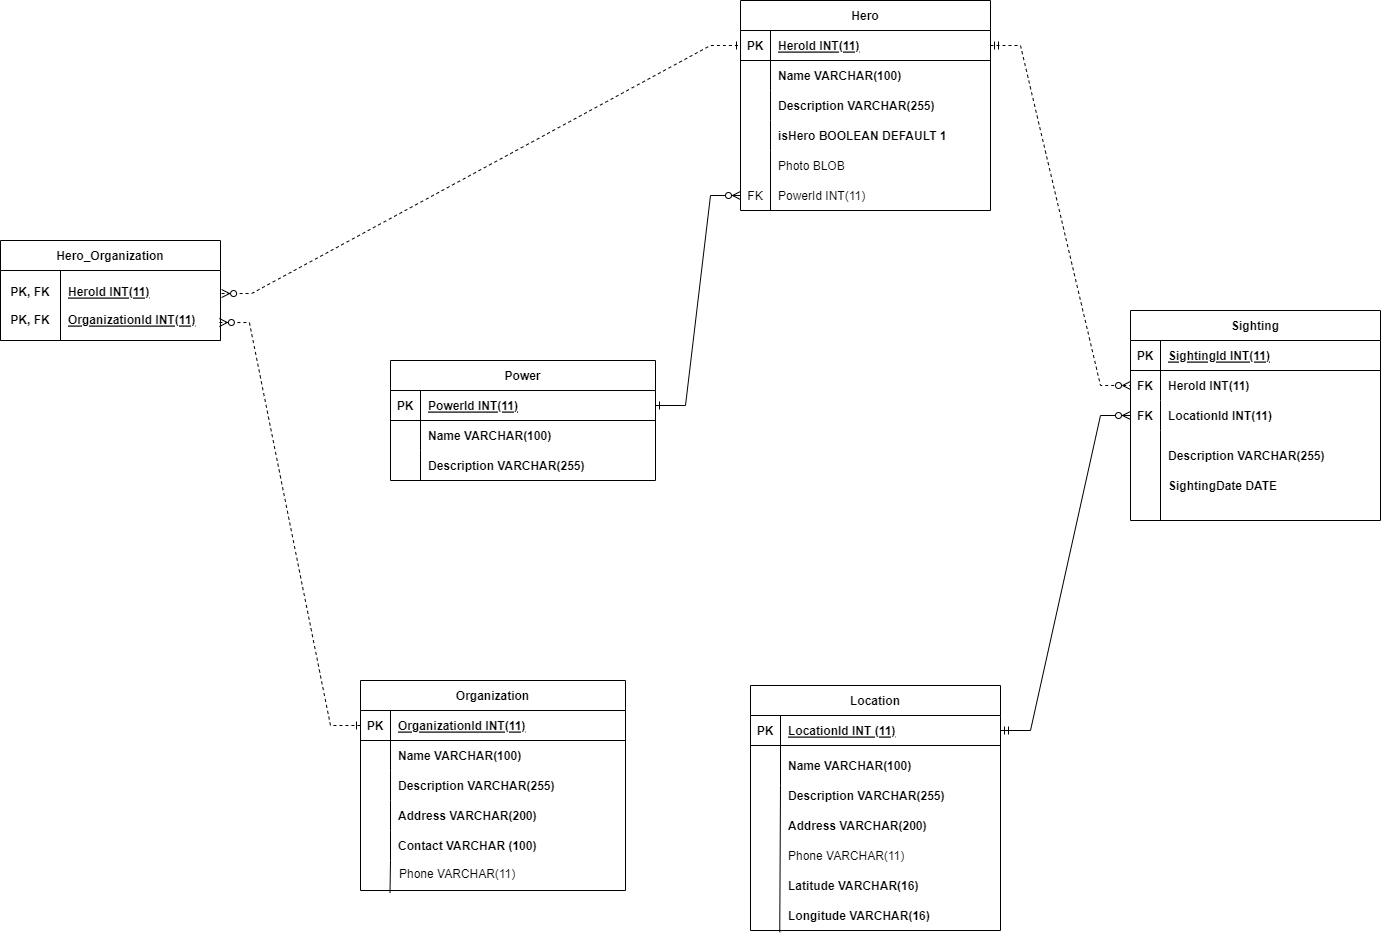 Hero
PK HeroId INT(11)
Name VARCHAR(100)
Description VARCHAR(255)
isHero BOOLEAN DEFAULT 1
Photo BLOB
FK PowerId INT(11)
Hero_Organization
PK, FK HeroId INT(11)
PK, FK OrganizationId INT(11)
Power
PK PowerId INT(11)
Name VARCHAR(100)
Description VARCHAR(255)
Sighting
PK SightingId INT(11)
FK HeroId INT(11)
FK LocationId INT(11)
Description VARCHAR(255)
SightingDate DATE
Organization
PK OrganizationId INT(11)
Name VARCHAR(100)
Description VARCHAR(255)
Address VARCHAR(200)
Contact VARCHAR (100)
Phone VARCHAR(11)
Location
PK LocationId INT (11)
Name VARCHAR(100)
Description VARCHAR(255)
Address VARCHAR(200)
Phone VARCHAR(11)
Latitude VARCHAR(16)
Longitude VARCHAR(16)